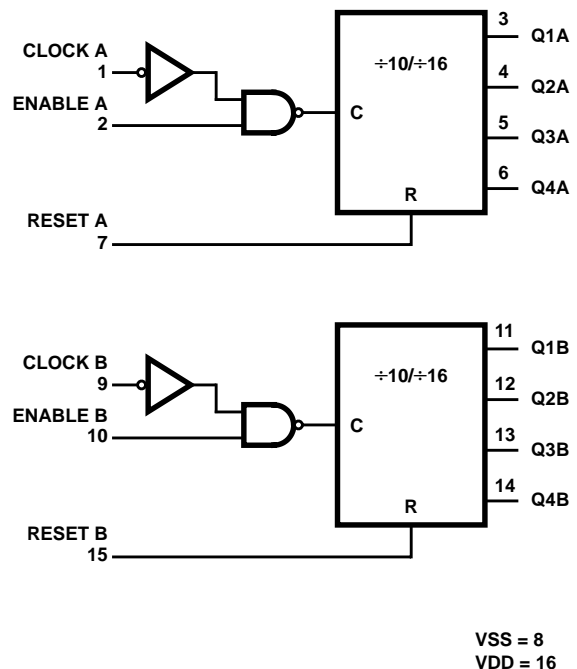 CLOCK A
1
ENABLE A
2
RESET A
7
÷10/÷16
C
R
3
Q1A
4
Q2A
5
Q3A
6
Q4A
CLOCK B
9
ENABLE B
10
RESET B
15
÷10/÷16
C
R
11
Q1B
12
Q2B
13
Q3B
14
Q4B
VSS = 8
VDD = 16